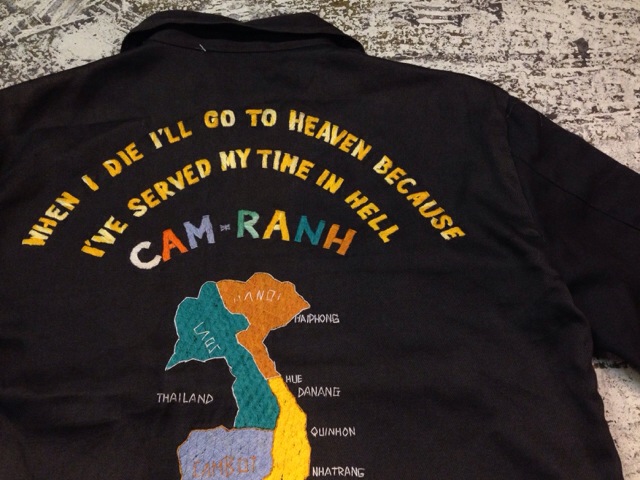 WHEN I DIE I'LL GO TO HEAVEN BECAUSE
I'VE SERVED MY TIME IN HELL
CAM-RANH
HANOI
HAIPHONG
LAOS
HUE
THAILAND
DANANG
QUINHON
CAMBOT
NHATRANG